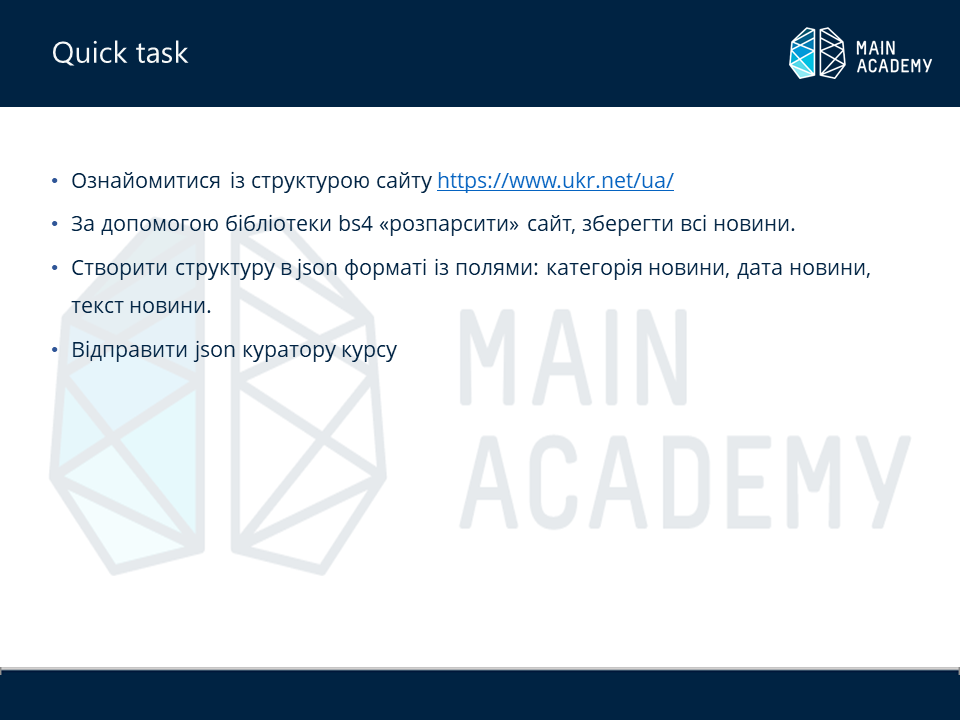 Quick task
MAIN
ACADEMY
• Ознайомитися із структурою сайту https://www.ukr.net/ua/
• За допомогою бібліотеки bs4 «розпарсити» сайт, зберегти всі новини.
• Створити структуру в json форматі із полями: категорія новини, дата новини,
текст новини.
• Відправити json куратору курсу
MAIN
ACADEMY